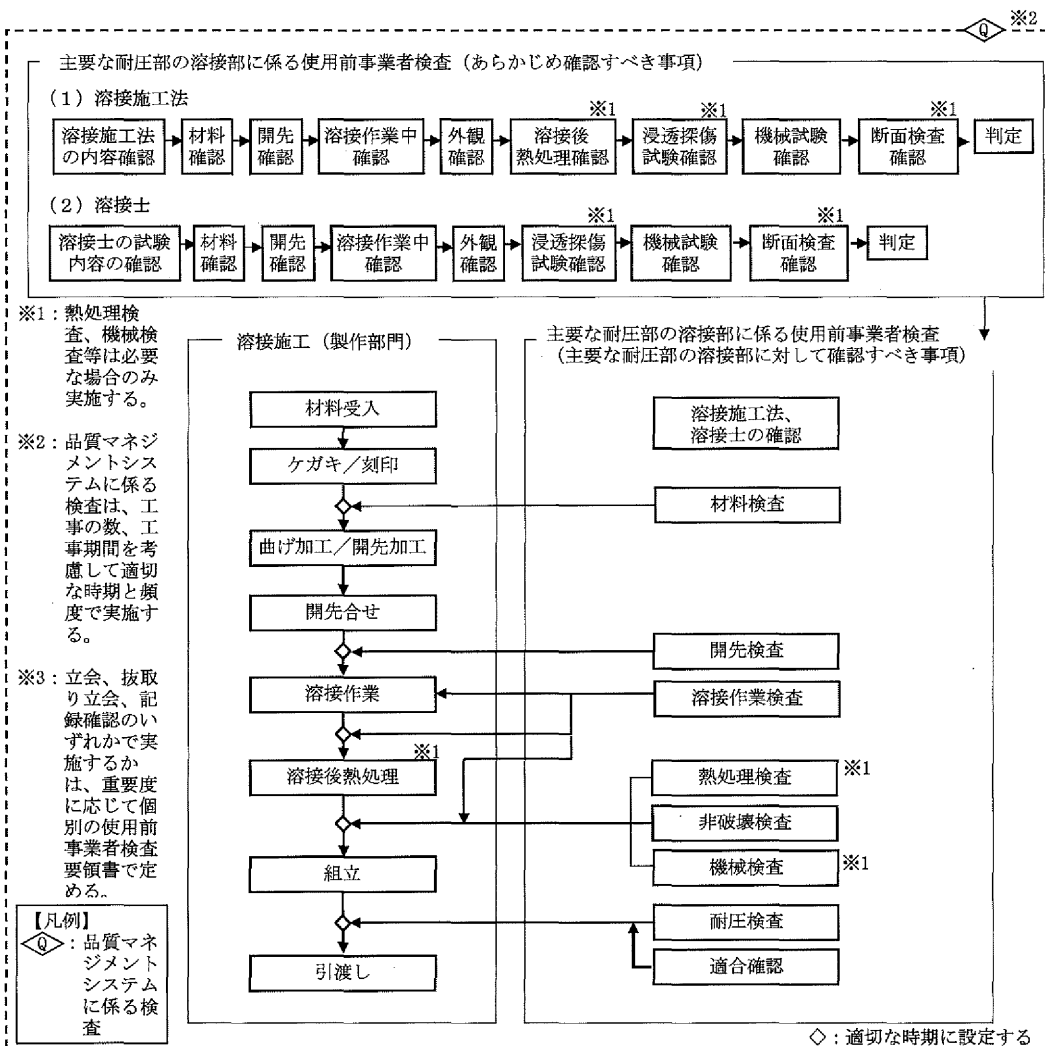 Q ※2
主要な耐圧部の溶接部に係る使用前事業者検査（あらかじめ確認すべき事項）
（1）溶接施工法
※1 ※1 ※1
溶接施工法 材料 開先 溶接作業中 外観 溶接後 浸透探傷 機械試験 断面検査 判定
の内容確認 確認 確認 確認 確認 熱処理確認 試験確認 確認 確認
（2）溶接士
※1 ※1
溶接士の試験 材料 開先 溶接作業中 外観 浸透探傷 機械試験 断面検査 判定
内容の確認 確認 確認 確認 確認 試験確認 確認 確認
※1：熱処理検
査、機械検
査等は必要
な場合のみ
実施する。
※2：品質マネジ
メントシス
テムに係る
検査は、工
事の数、工
事期間を考
慮して適切
な時期と頻
度で実施す
る。
※3：立会、抜取
り立会、記
録確認のい
ずれかで実
施するか
は、重要度
に応じて個
別の使用前
事業者検査
要領書で定
める。
【凡例】
Q：品質マネ
ジメント
システム
に係る検
査
溶接施工（製作部門）
材料受入
ケガキ／刻印
曲げ加工／開先加工
開先合せ
溶接作業
※1
溶接後熱処理
組立
引渡し
主要な耐圧部の溶接部に係る使用前事業者検査
（主要な耐圧部の溶接部に対して確認すべき事項）
溶接施工法、
溶接士の確認
材料検査
開先検査
溶接作業検査
熱処理検査 ※1
非破壊検査
機械検査 ※1
耐圧検査
適合確認
◇：適切な時期に設定する